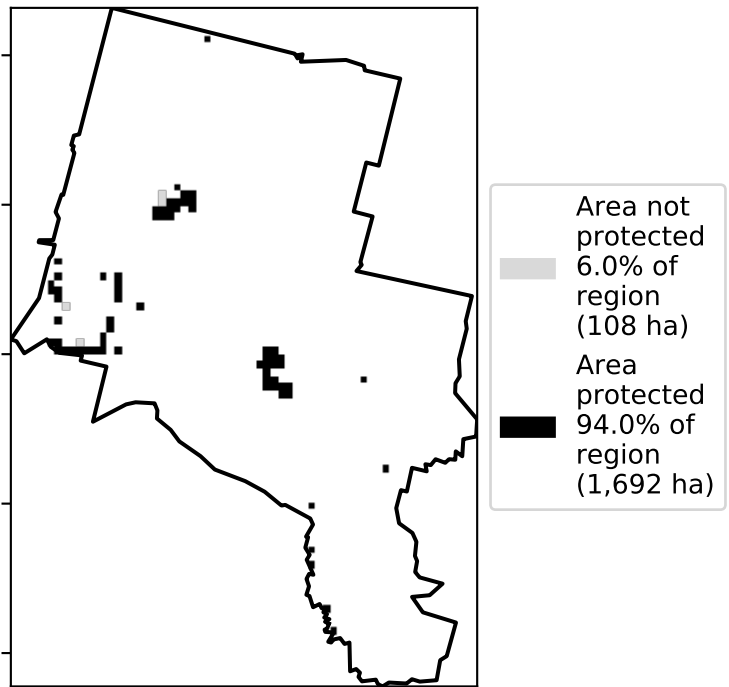 Area not
protected
6.0% of
region
(108 ha)
Area
protected
94.0% of
region
(1,692 ha)